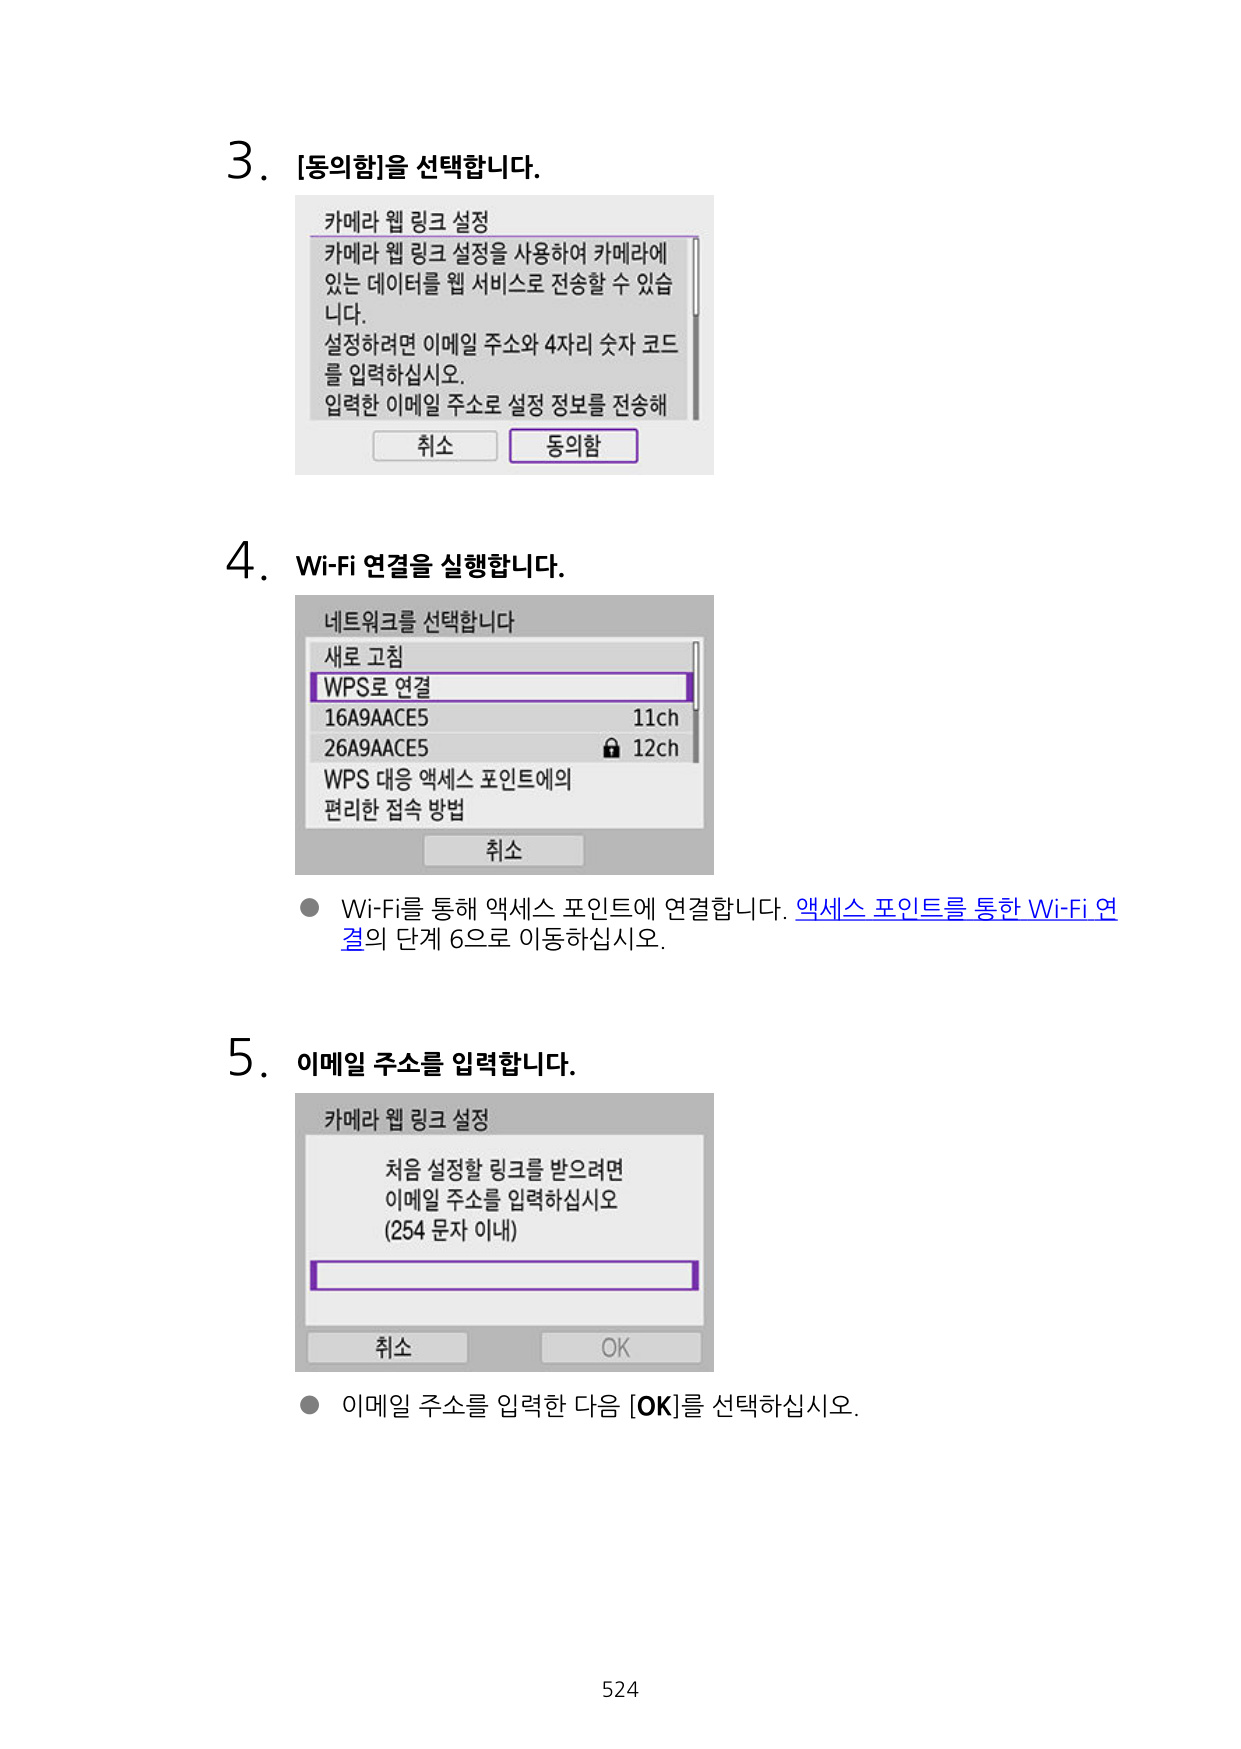 3. [동의함]을 선택합니다.
카메라 웹 링크 설정
카메라 웹 링크 설정을 사용하여 카메라에
있는 데이터를 웹 서비스로 전송할 수 있습
니다.
설정하려면 이메일 주소와 4자리 숫자 코드
를 입력하십시오.
입력한 이메일 주소로 설정 정보를 전송해
취소 동의함
4. Wi-Fi 연결을 실행합니다.
네트워크를 선택합니다
새로 고침
WPS로 연결
16A9AACE5 11ch
26A9AACE5 12ch
WPS 대응 액세스 포인트에의
편리한 접속 방법
취소
● Wi-Fi를 통해 액세스 포인트에 연결합니다. 액세스 포인트를 통한 Wi-Fi 연
결의 단계 6으로 이동하십시오.
5. 이메일 주소를 입력합니다.
카메라 웹 링크 설정
처음 설정할 링크를 받으려면
이메일 주소를 입력하십시오
(254 문자 이내)
취소 OK
● 이메일 주소를 입력한 다음 [OK]를 선택하십시오.
524